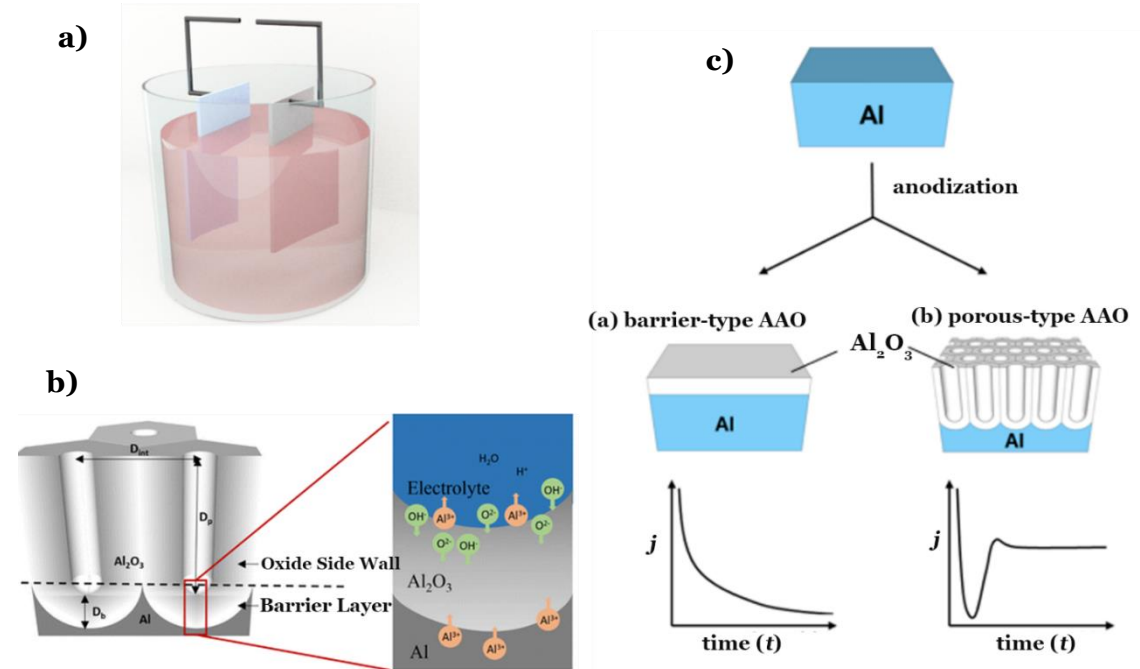 a)
b)
D_int
D_p
Al₂O₃
Oxide Side Wall
D_b
Al
Barrier Layer
H₂O
H⁺
Electrolyte
OH⁻
OH⁻
Al³⁺
O²⁻
Al³⁺
O²⁻
O²⁻
OH⁻
Al₂O₃
Al³⁺
Al³⁺
Al³⁺
Al
c)
Al
anodization
(a) barrier-type AAO
(b) porous-type AAO
Al₂O₃
Al
Al
j
time (t)
j
time (t)